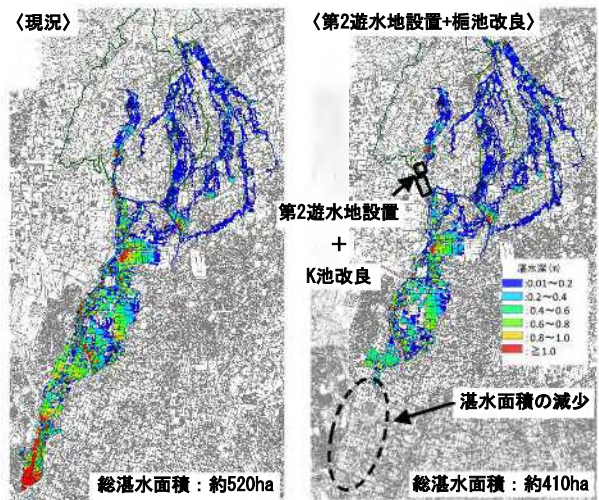 〈現況〉
総湛水面積：約520ha
〈第2遊水地設置+梔池改良〉
第2遊水地設置
+
K池改良
湛水深(m)
:0.01～0.2
:0.2～0.4
:0.4～0.6
:0.6～0.8
:0.8～1.0
:≧1.0
湛水面積の減少
総湛水面積：約410ha